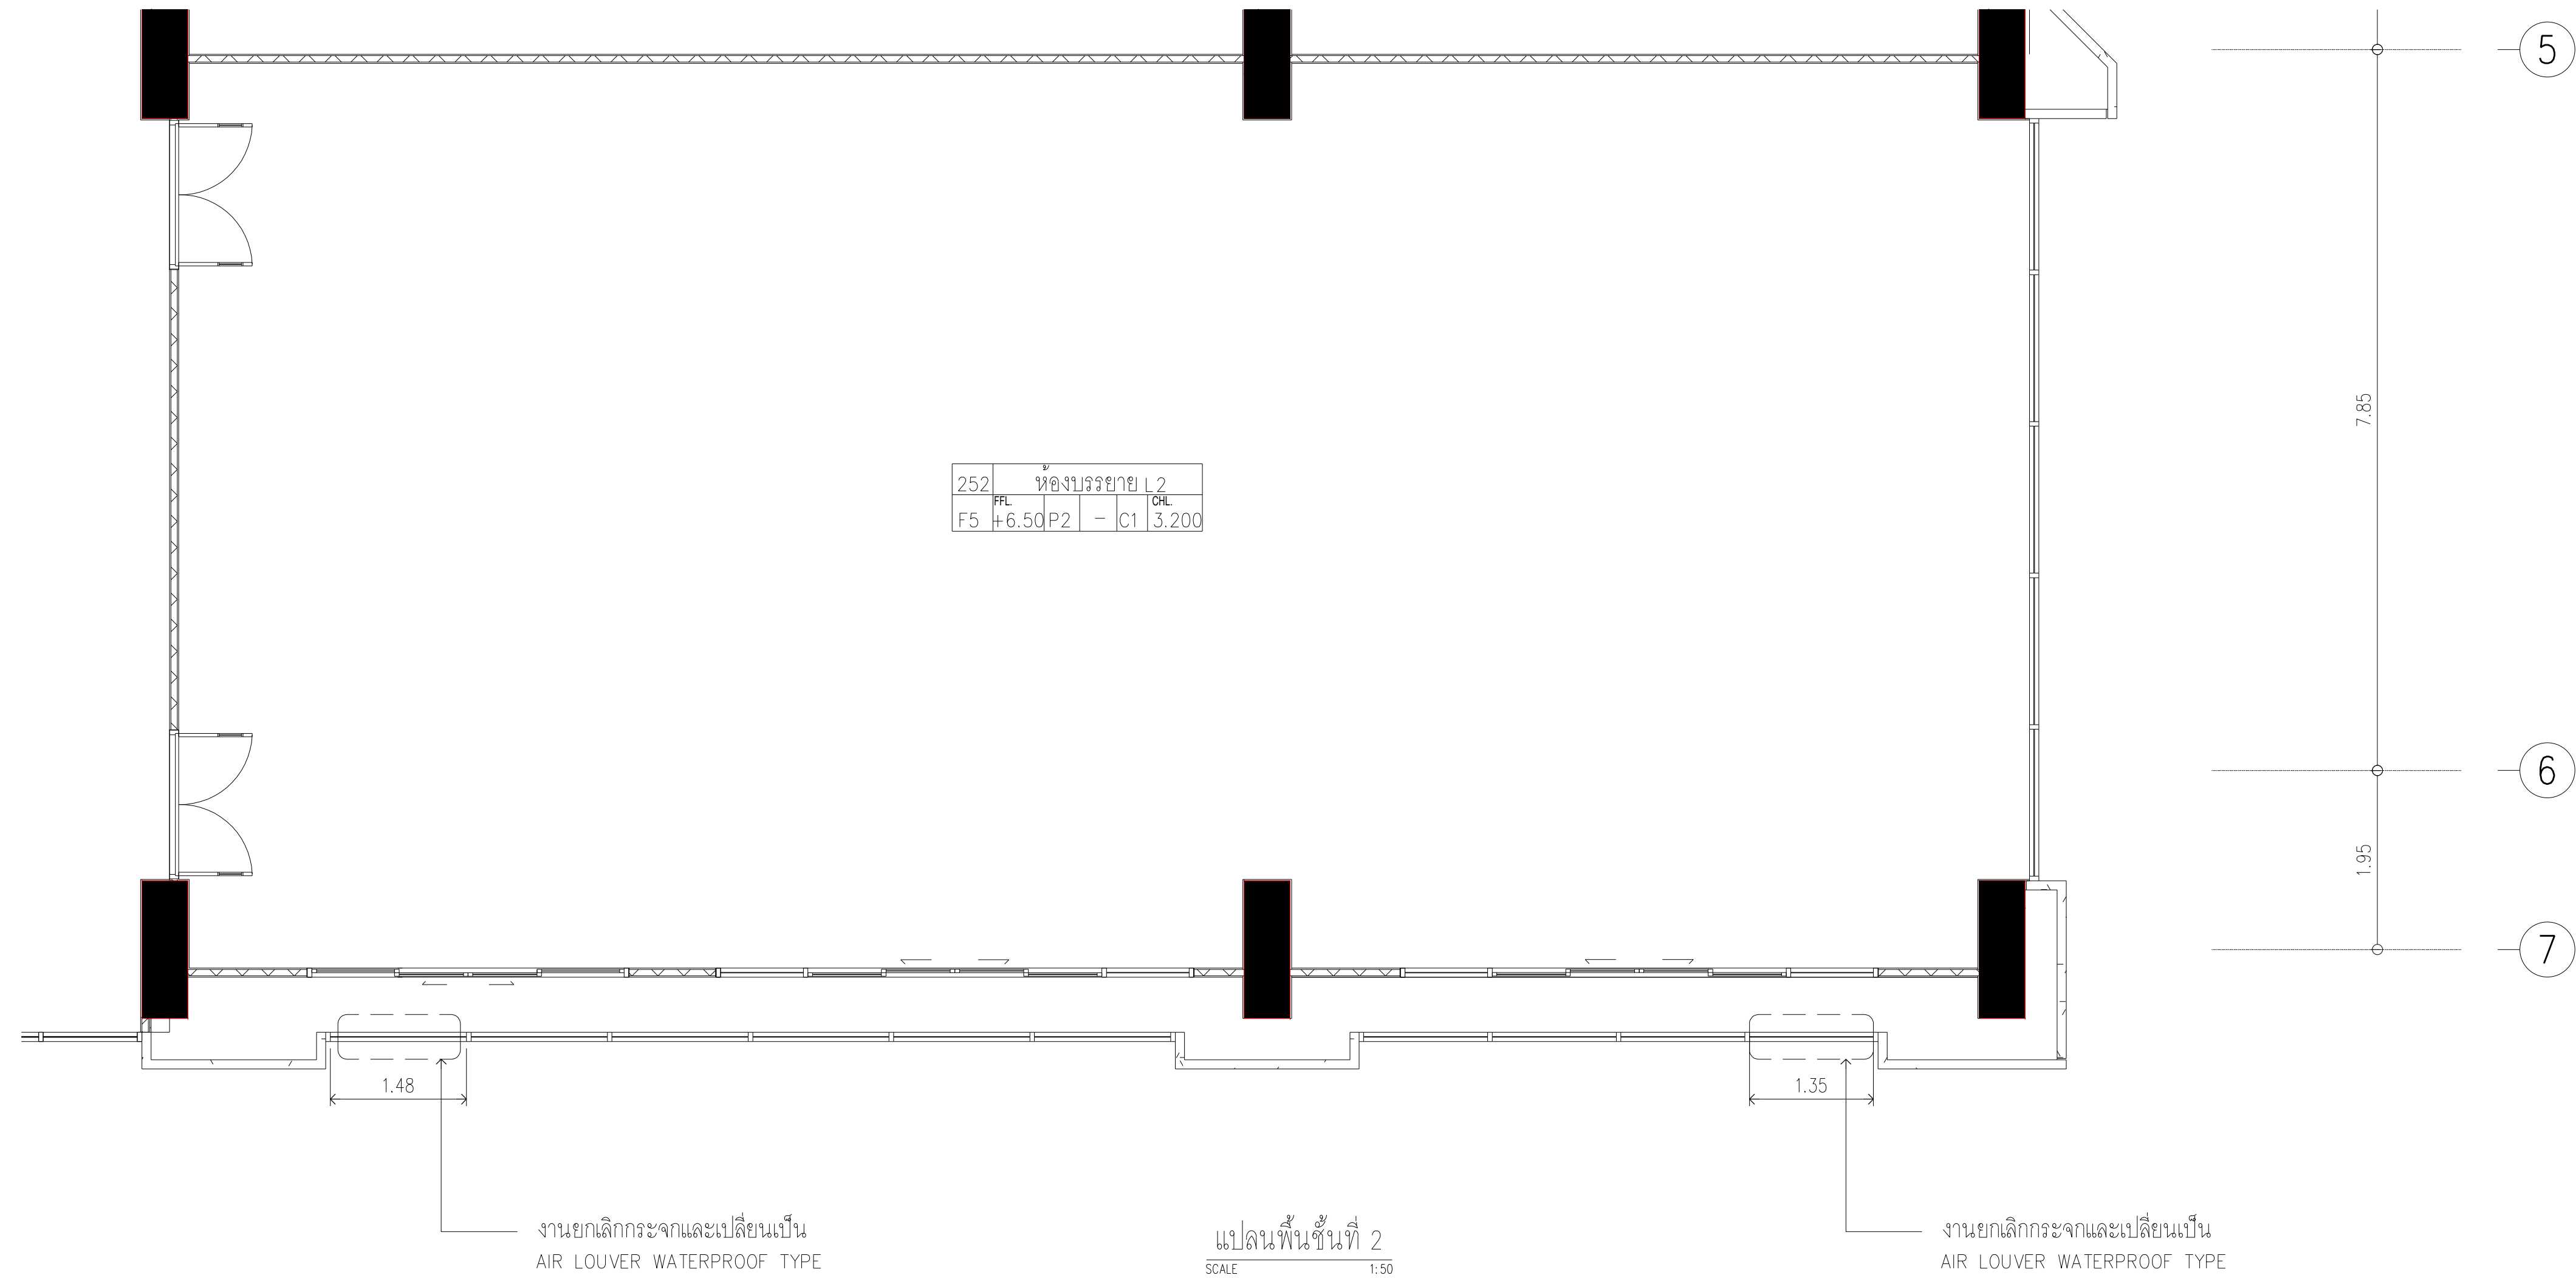 5
7.85
252 ห้องบรรยาย L2
FFL. CHL.
F5 +6.50 P2 - C1 3.200
6
1.95
7
1.48
1.35
งานยกเลิกกระจกและเปลี่ยนเป็น
AIR LOUVER WATERPROOF TYPE
แปลนพื้นชั้นที่ 2
SCALE 1:50
งานยกเลิกกระจกและเปลี่ยนเป็น
AIR LOUVER WATERPROOF TYPE